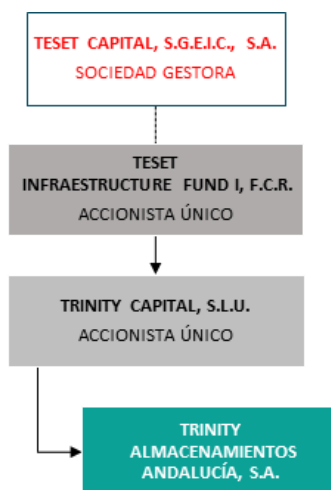 TESET CAPITAL, S.G.E.I.C., S.A.
SOCIEDAD GESTORA
TESET
INFRAESTRUCTURE FUND I, F.C.R.
ACCIONISTA ÚNICO
TRINITY CAPITAL, S.L.U.
ACCIONISTA ÚNICO
TRINITY
ALMACENAMIENTOS
ANDALUCÍA, S.A.